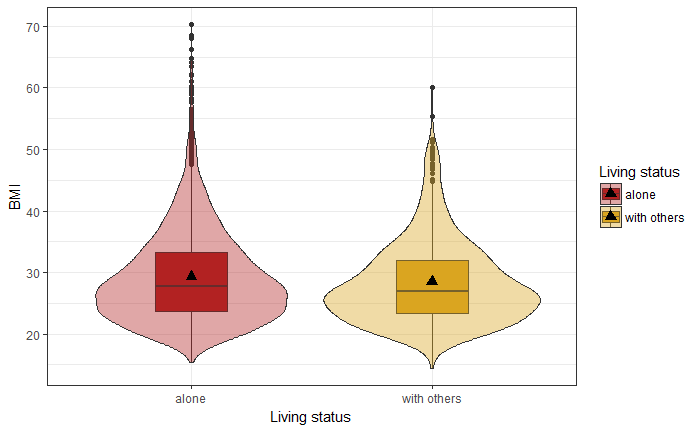 70
60
50
40
30
20
BMI
alone
with others
Living status
Living status
alone
with others